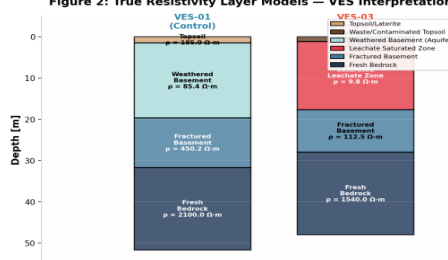 Figure 2: True Resistivity Layer Models — VES Interpretation
VES-01
(Control)
VES-03
Topsoil/Laterite
Waste/Contaminated Topsoil
Weathered Basement (Aquife
Leachate Saturated Zone
Fractured Basement
Fresh Bedrock
Depth [m]
0
10
20
30
40
50
Topsoil
ρ = 185.0 Ω·m
Weathered
Basement
ρ = 85.4 Ω·m
Fractured
Basement
ρ = 450.2 Ω·m
Fresh
Bedrock
ρ = 2100.0 Ω·m
Leachate Zone
ρ = 9.8 Ω·m
Fractured
Basement
ρ = 112.5 Ω·m
Fresh
Bedrock
ρ = 1540.0 Ω·m